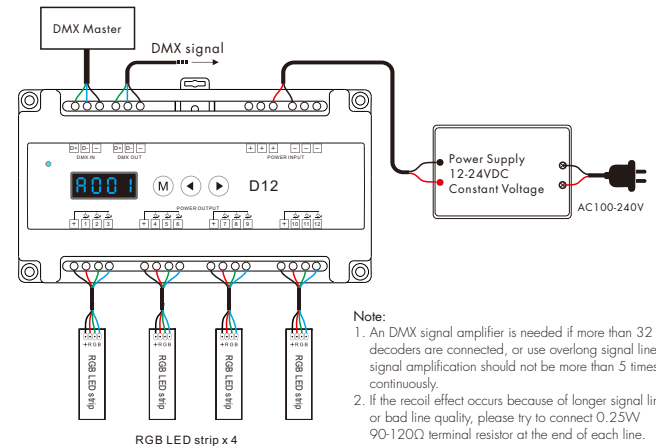 DMX Master
DMX signal
D+ D- − D+ D- − + + + − − −
DMX IN DMX OUT POWER INPUT
A001 M D12
POWER OUTPUT
+ 1 2 3 + 4 5 6 + 7 8 9 + 10 11 12
Power Supply
12-24VDC
Constant Voltage
AC100-240V
+RGB +RGB +RGB +RGB
RGB LED strip
RGB LED strip
RGB LED strip
RGB LED strip
RGB LED strip x 4
Note:
1. An DMX signal amplifier is needed if more than 32
decoders are connected, or use overlong signal line
signal amplification should not be more than 5 times
continuously.
2. If the recoil effect occurs because of longer signal lin
or bad line quality, please try to connect 0.25W
90-120Ω terminal resistor at the end of each line.